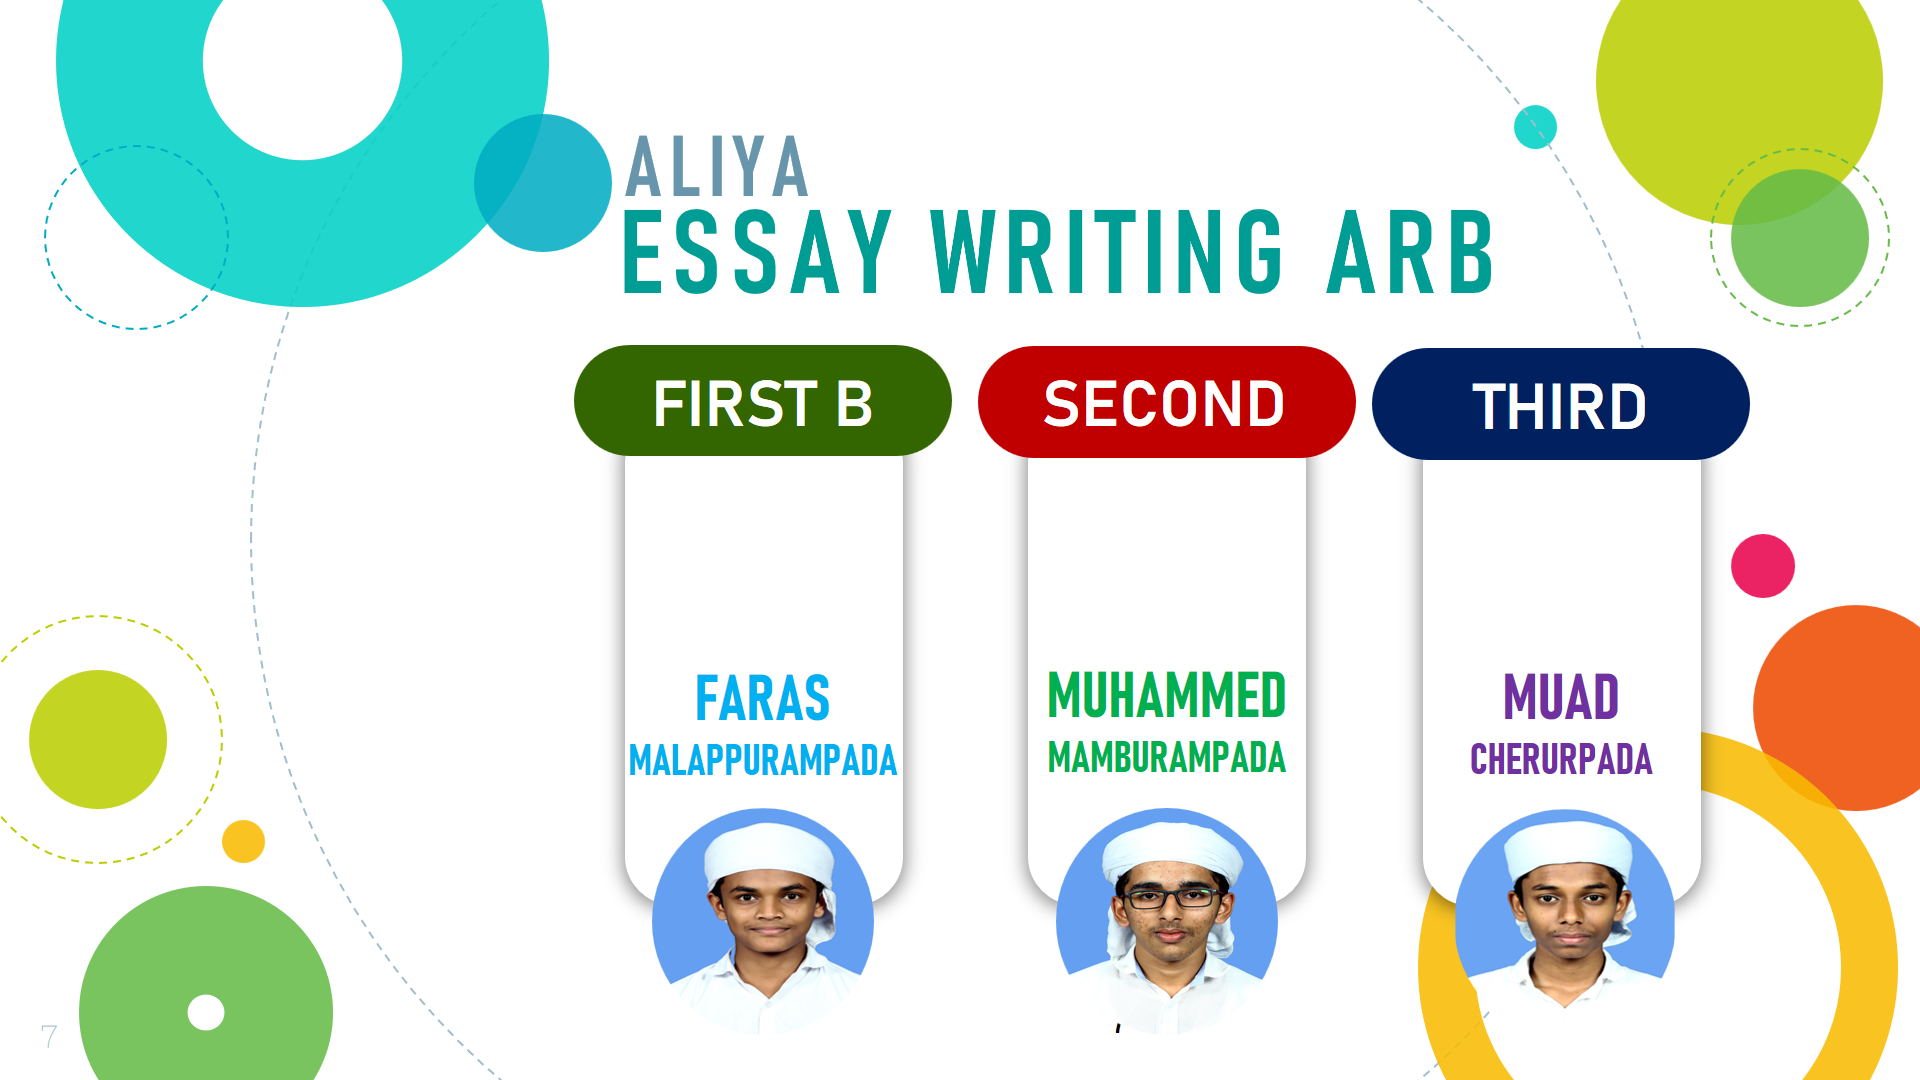 ALIYA
ESSAY WRITING ARB
FIRST B
SECOND
THIRD
FARAS
MALAPPURAMPADA
MUHAMMED
MAMBURAMPADA
MUAD
CHERURPADA
7